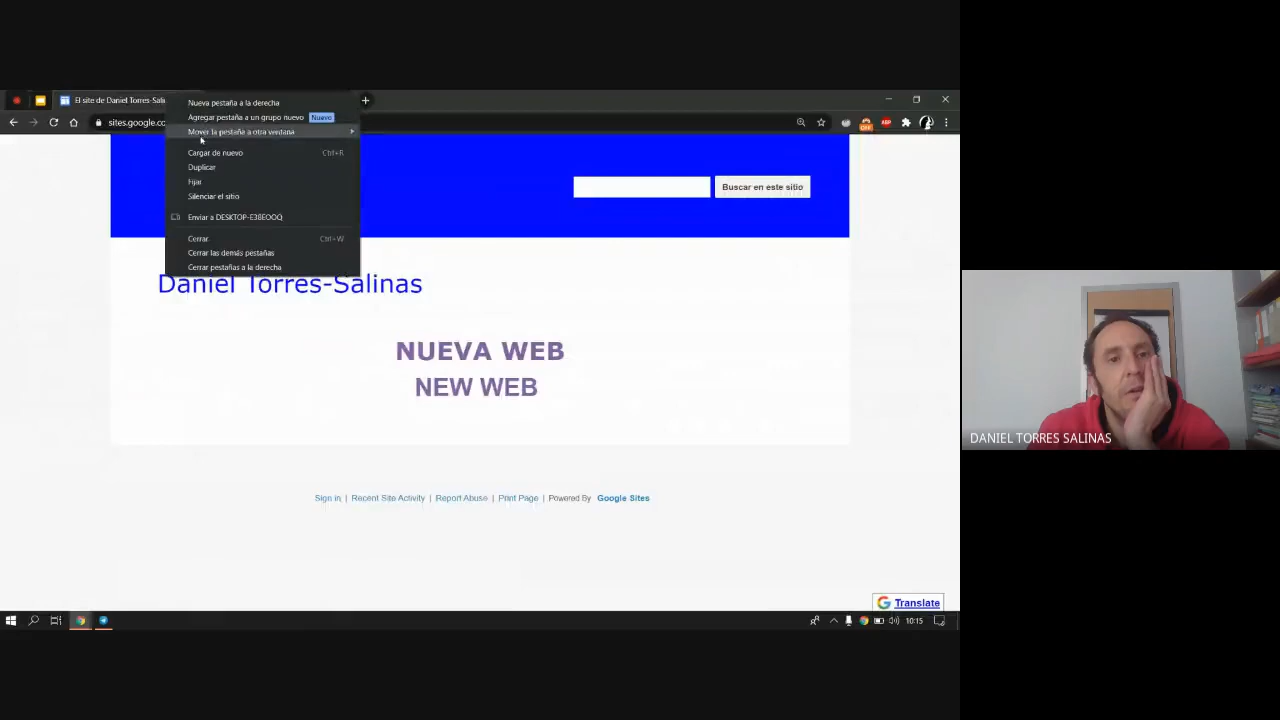 El site de Daniel Torres-Sali
sites.google.co
Nueva pestaña a la derecha
Agregar pestaña a un grupo nuevo Nuevo
Mover la pestaña a otra ventana
Cargar de nuevo Ctrl+R
Duplicar
Fijar
Silenciar el sitio
Enviar a DESKTOP-E38EOOQ
Cerrar Ctrl+W
Cerrar las demás pestañas
Cerrar pestañas a la derecha
OFF
ABP
Buscar en este sitio
Daniel Torres-Salinas
NUEVA WEB
NEW WEB
Sign in | Recent Site Activity | Report Abuse | Print Page | Powered By Google Sites
Translate
10:15
DANIEL TORRES SALINAS